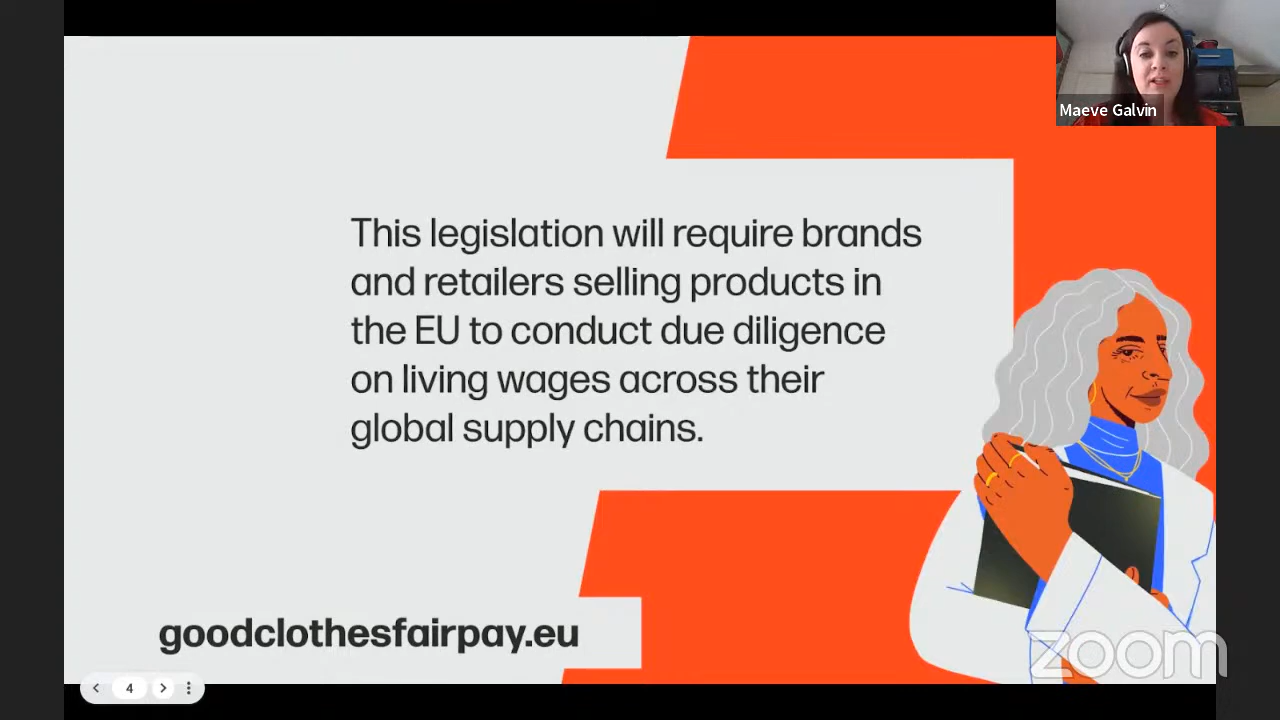 Maeve Galvin
This legislation will require brands
and retailers selling products in
the EU to conduct due diligence
on living wages across their
global supply chains.
goodclothesfairpay.eu
4
zoom